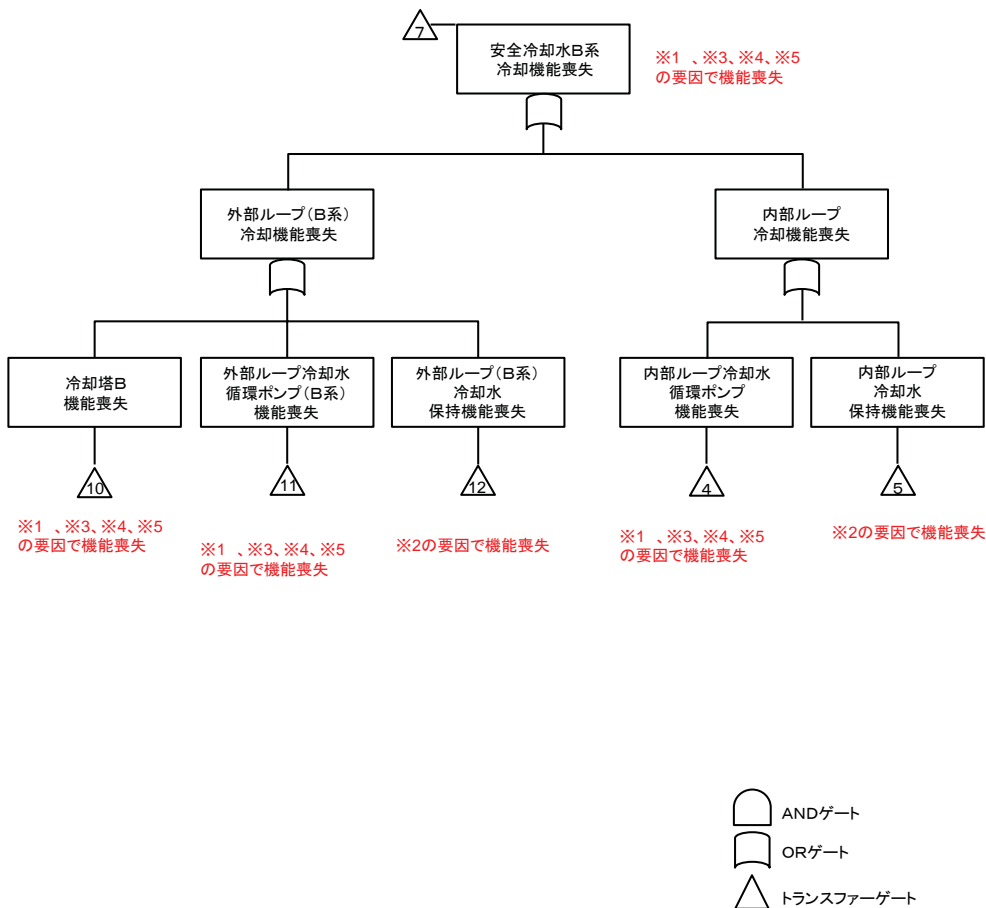 7
安全冷却水B系
冷却機能喪失
※1 、※3、※4、※5
の要因で機能喪失
外部ループ(B系)
冷却機能喪失
内部ループ
冷却機能喪失
冷却塔B
機能喪失
外部ループ冷却水
循環ポンプ(B系)
機能喪失
外部ループ(B系)
冷却水
保持機能喪失
内部ループ冷却水
循環ポンプ
機能喪失
内部ループ
冷却水
保持機能喪失
10
11
12
4
5
※1 、※3、※4、※5
の要因で機能喪失
※1 、※3、※4、※5
の要因で機能喪失
※2の要因で機能喪失
※1 、※3、※4、※5
の要因で機能喪失
※2の要因で機能喪失
ANDゲート
ORゲート
トランスファーゲート